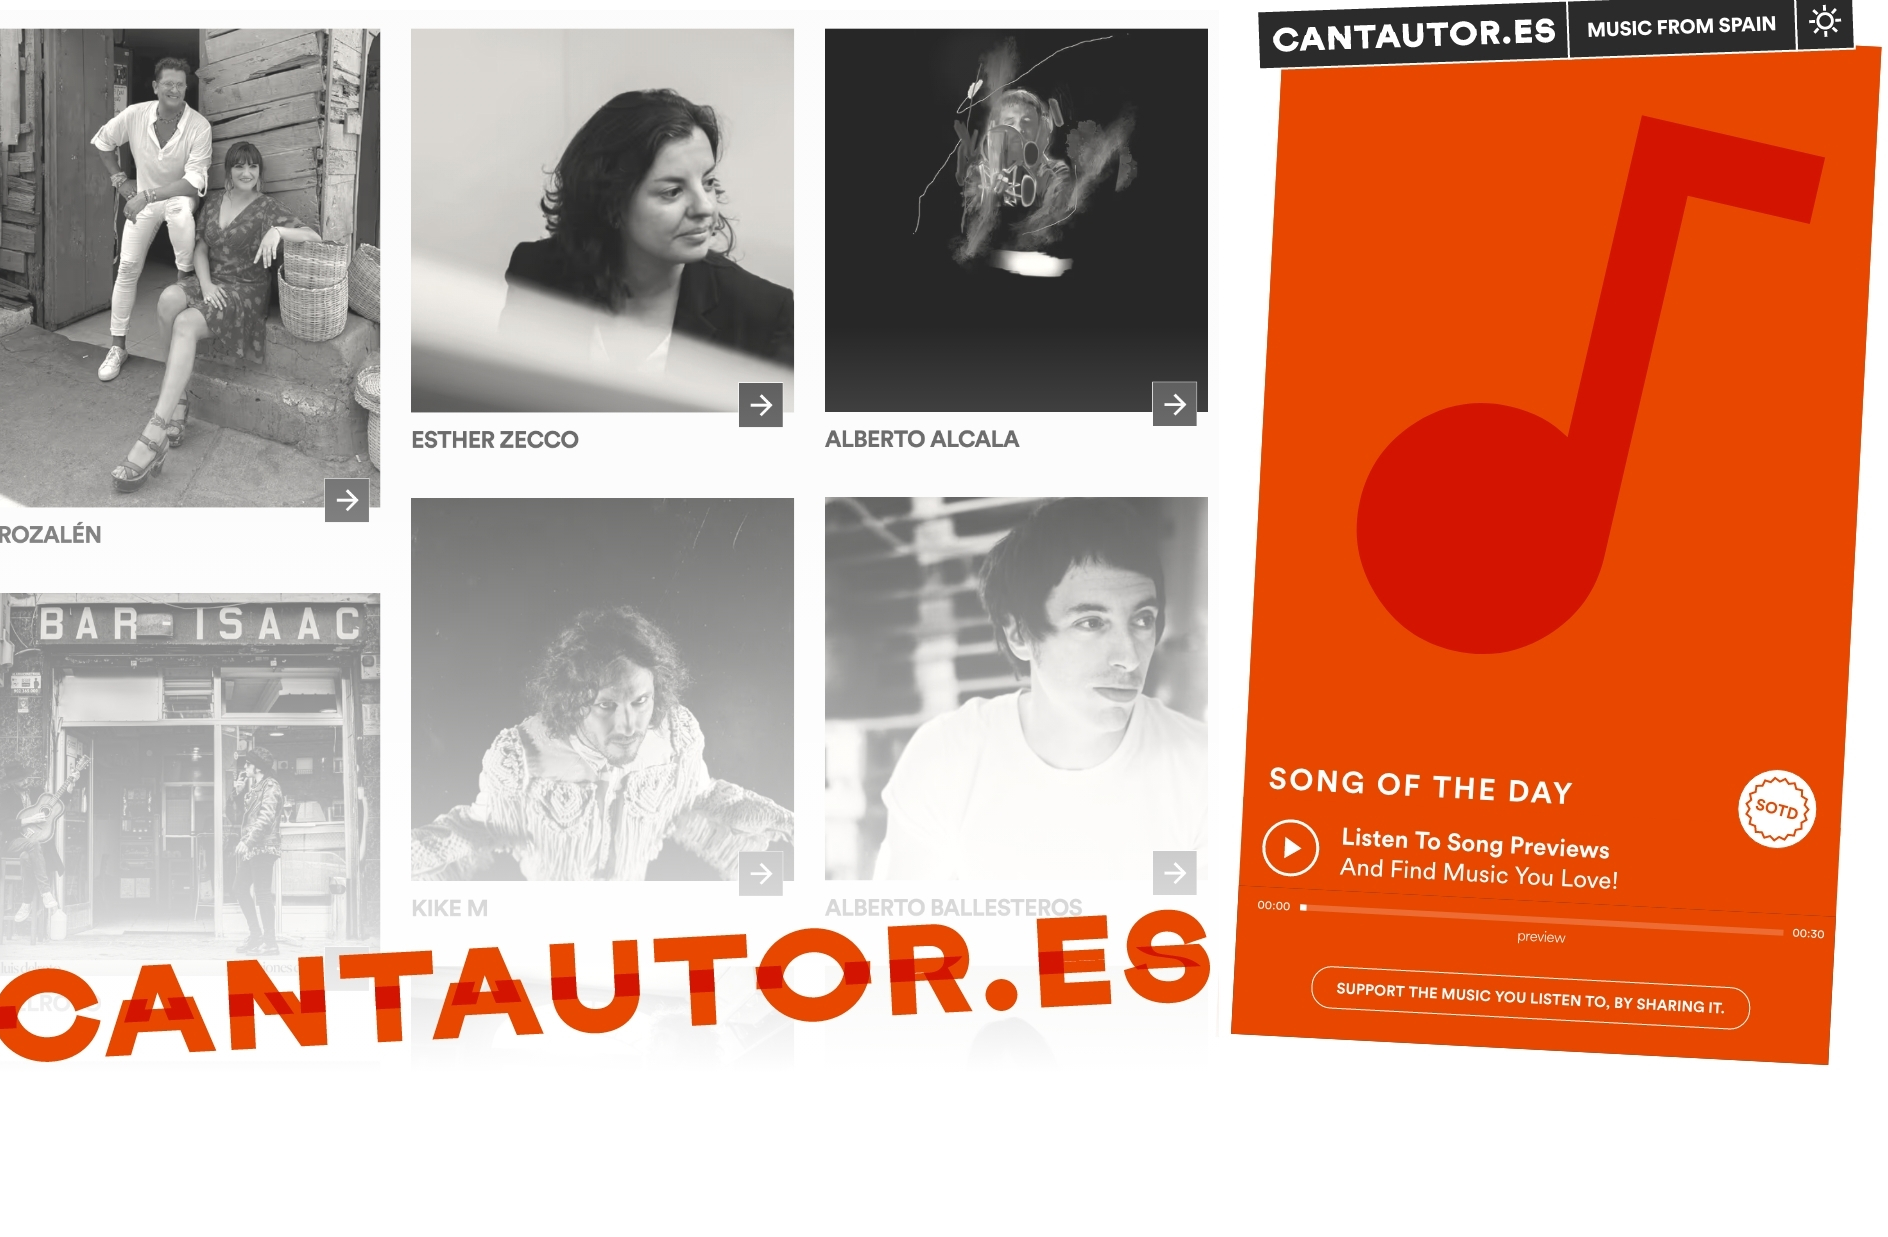 ROZALÉN
BAR-ISAAC
ESTHER ZECCO
KIKE M
ALBERTO ALCALA
ALBERTO BALLESTEROS
CANTAUTOR.ES
CANTAUTOR.ES
MUSIC FROM SPAIN
SONG OF THE DAY
SOTD
Listen To Song Previews
And Find Music You Love!
00:00
00:30
preview
SUPPORT THE MUSIC YOU LISTEN TO, BY SHARING IT.